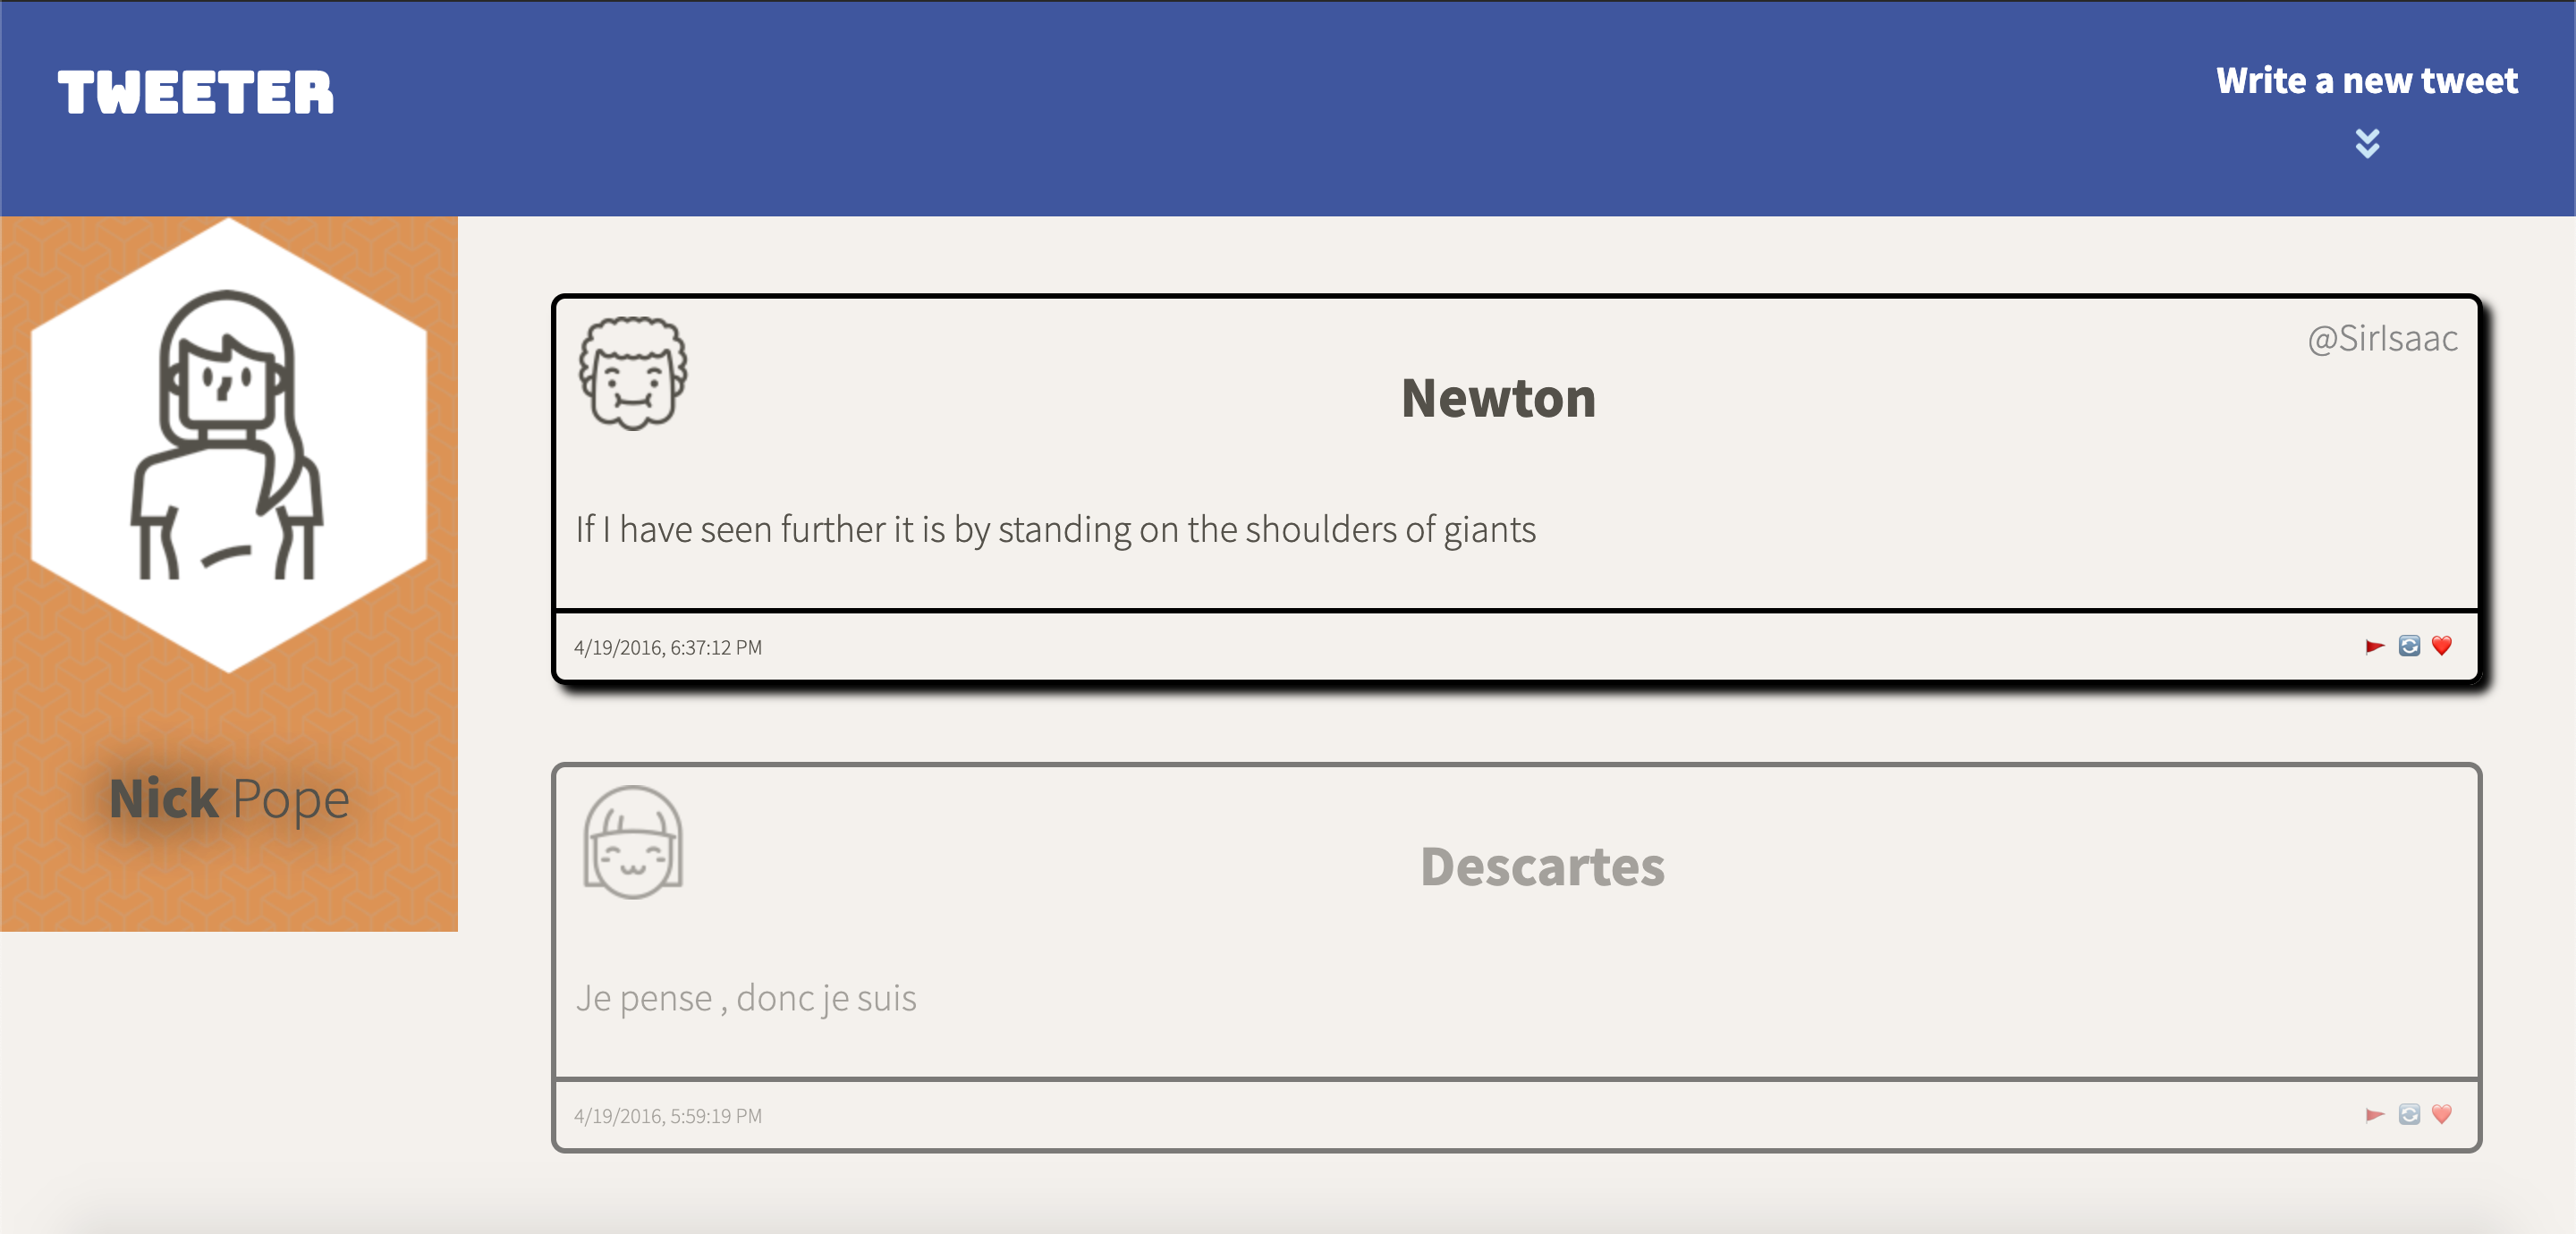 TWEETER
Write a new tweet
Nick Pope
@SirIsaac
Newton
If I have seen further it is by standing on the shoulders of giants
4/19/2016, 6:37:12 PM
Descartes
Je pense , donc je suis
4/19/2016, 5:59:19 PM